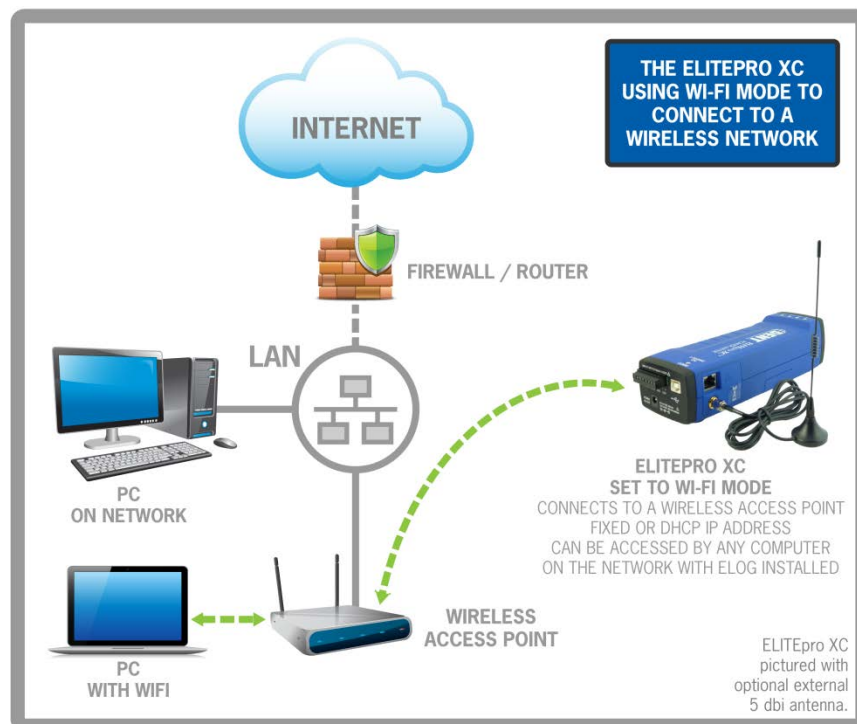 THE ELITEPRO XC
USING WI-FI MODE TO
CONNECT TO A
WIRELESS NETWORK
INTERNET
FIREWALL / ROUTER
LAN
PC
ON NETWORK
DENT
ELITEPRO XC
SET TO WI-FI MODE
CONNECTS TO A WIRELESS ACCESS POINT
FIXED OR DHCP IP ADDRESS
CAN BE ACCESSED BY ANY COMPUTER
ON THE NETWORK WITH ELOG INSTALLED
WIRELESS
ACCESS POINT
PC
WITH WIFI
ELITEpro XC
pictured with
optional external
5 dbi antenna.